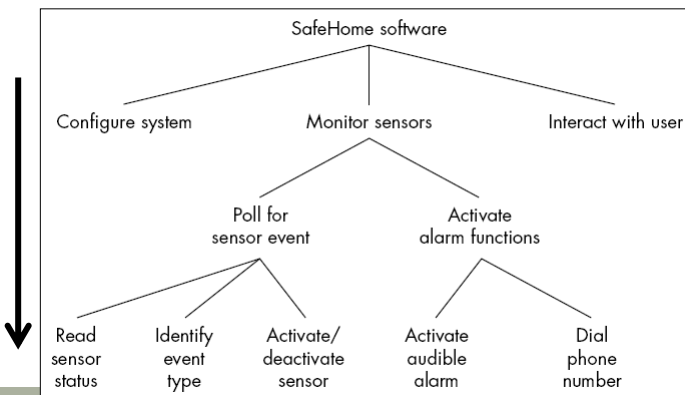 SafeHome software
Configure system
Monitor sensors
Interact with user
Poll for
sensor event
Activate
alarm functions
Read
sensor
status
Identify
event
type
Activate/
deactivate
sensor
Activate
audible
alarm
Dial
phone
number